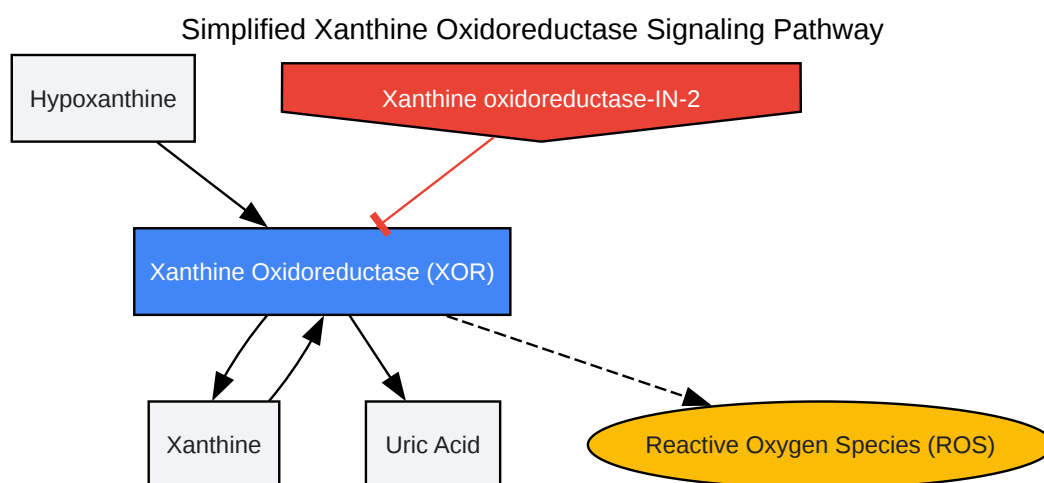 Simplified Xanthine Oxidoreductase Signaling Pathway
Hypoxanthine
Xanthine oxidoreductase-IN-2
Xanthine Oxidoreductase (XOR)
Xanthine
Uric Acid
Reactive Oxygen Species (ROS)